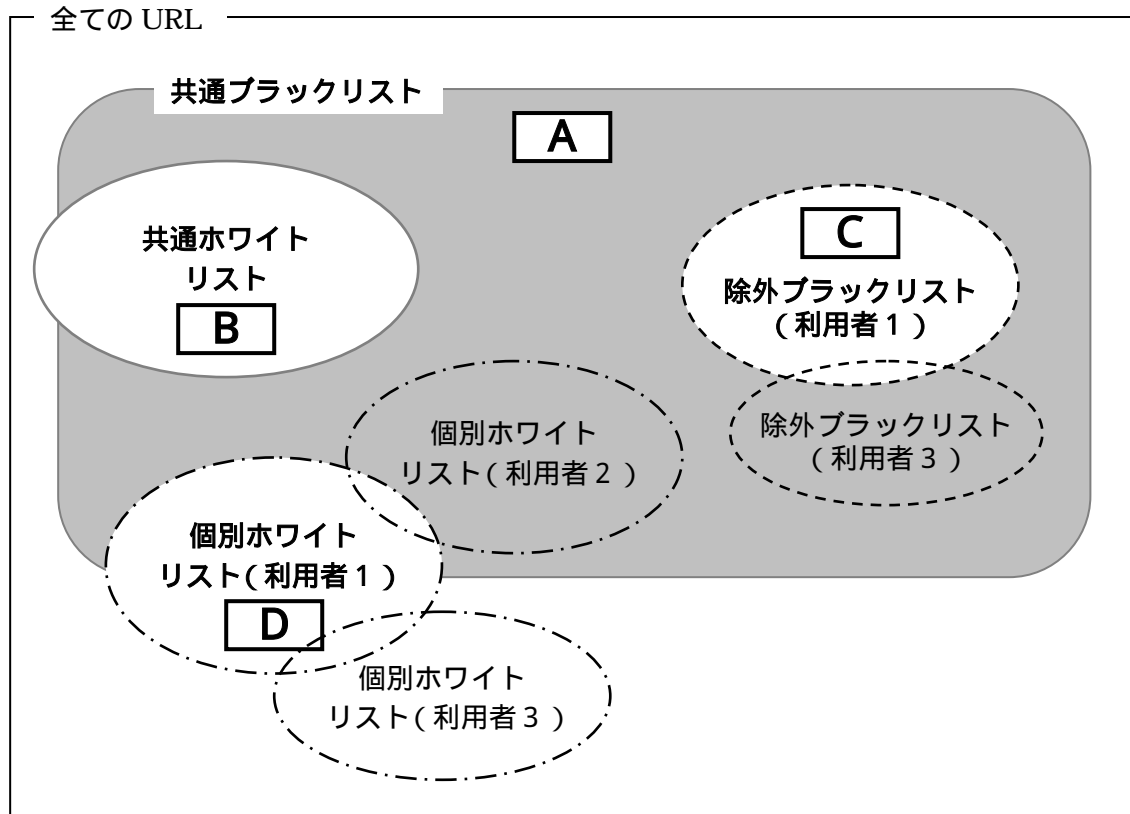 全ての URL
共通ブラックリスト
A
共通ホワイト
リスト
B
C
除外ブラックリスト
(利用者1)
個別ホワイト
リスト(利用者2)
除外ブラックリスト
(利用者3)
個別ホワイト
リスト(利用者1)
D
個別ホワイト
リスト(利用者3)